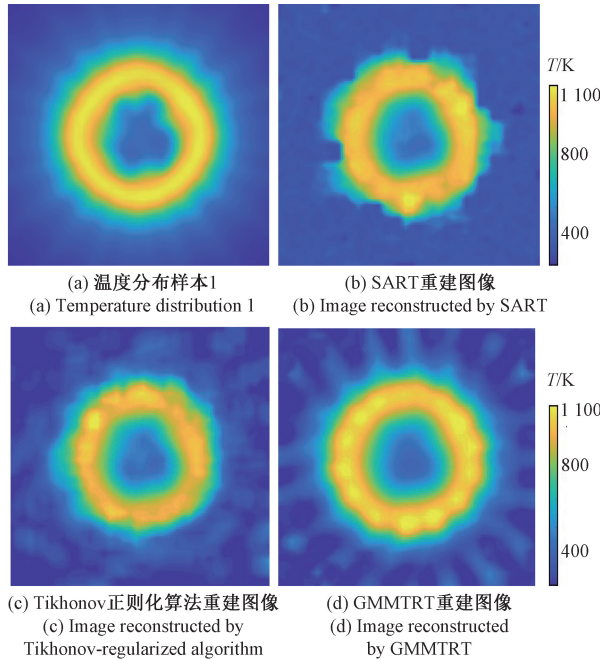 T/K
1 100
800
400
(a) 温度分布样本1
(a) Temperature distribution 1
(b) SART重建图像
(b) Image reconstructed by SART
T/K
1 100
800
400
(c) Tikhonov正则化算法重建图像
(c) Image reconstructed by
Tikhonov-regularized algorithm
(d) GMMTRT重建图像
(d) Image reconstructed
by GMMTRT